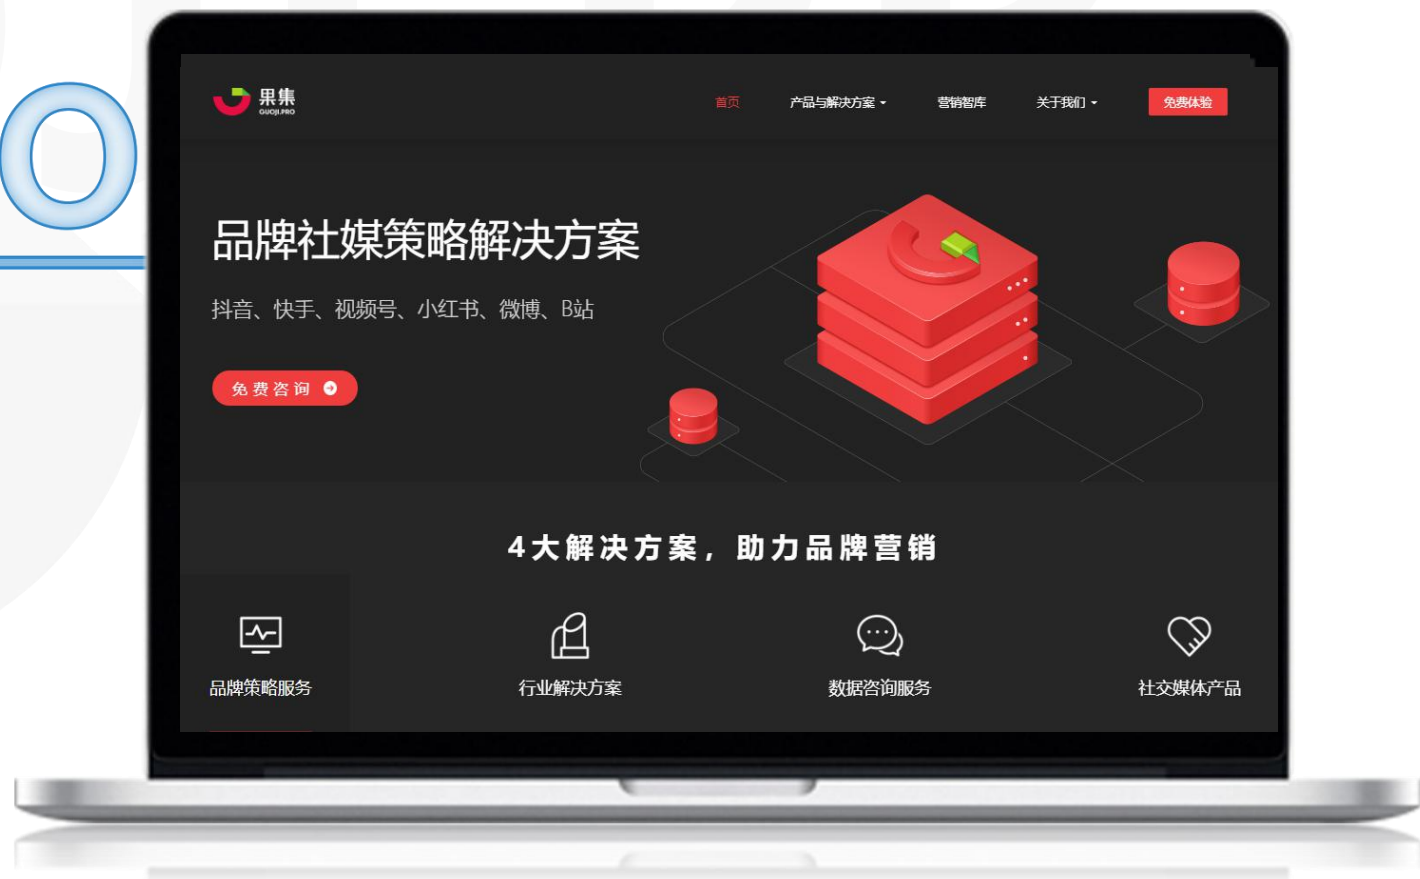 O
果集
GUOJI.PRO
首页 产品与解决方案 营销智库 关于我们 免费体验
品牌社媒策略解决方案
抖音、快手、视频号、小红书、微博、B站
免费咨询
4大解决方案，助力品牌营销
品牌策略服务 行业解决方案 数据咨询服务 社交媒体产品